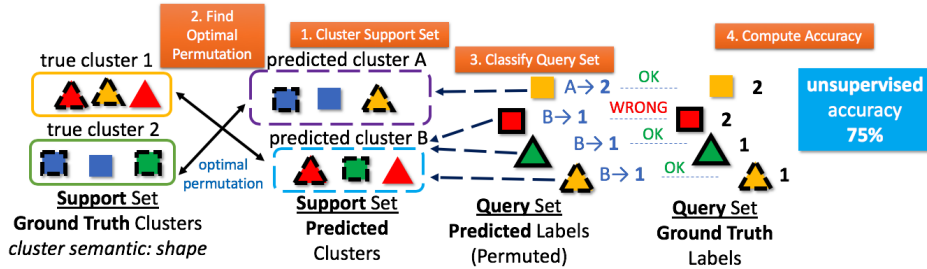 2. Find
Optimal
Permutation
1. Cluster Support Set
3. Classify Query Set
4. Compute Accuracy
true cluster 1
true cluster 2
optimal
permutation
Support Set
Ground Truth Clusters
cluster semantic: shape
predicted cluster A
predicted cluster B
Support Set
Predicted
Clusters
A→ 2
B→ 1
B→ 1
B→ 1
Query Set
Predicted Labels
(Permuted)
OK
WRONG
OK
OK
2
2
1
1
Query Set
Ground Truth
Labels
unsupervised
accuracy
75%